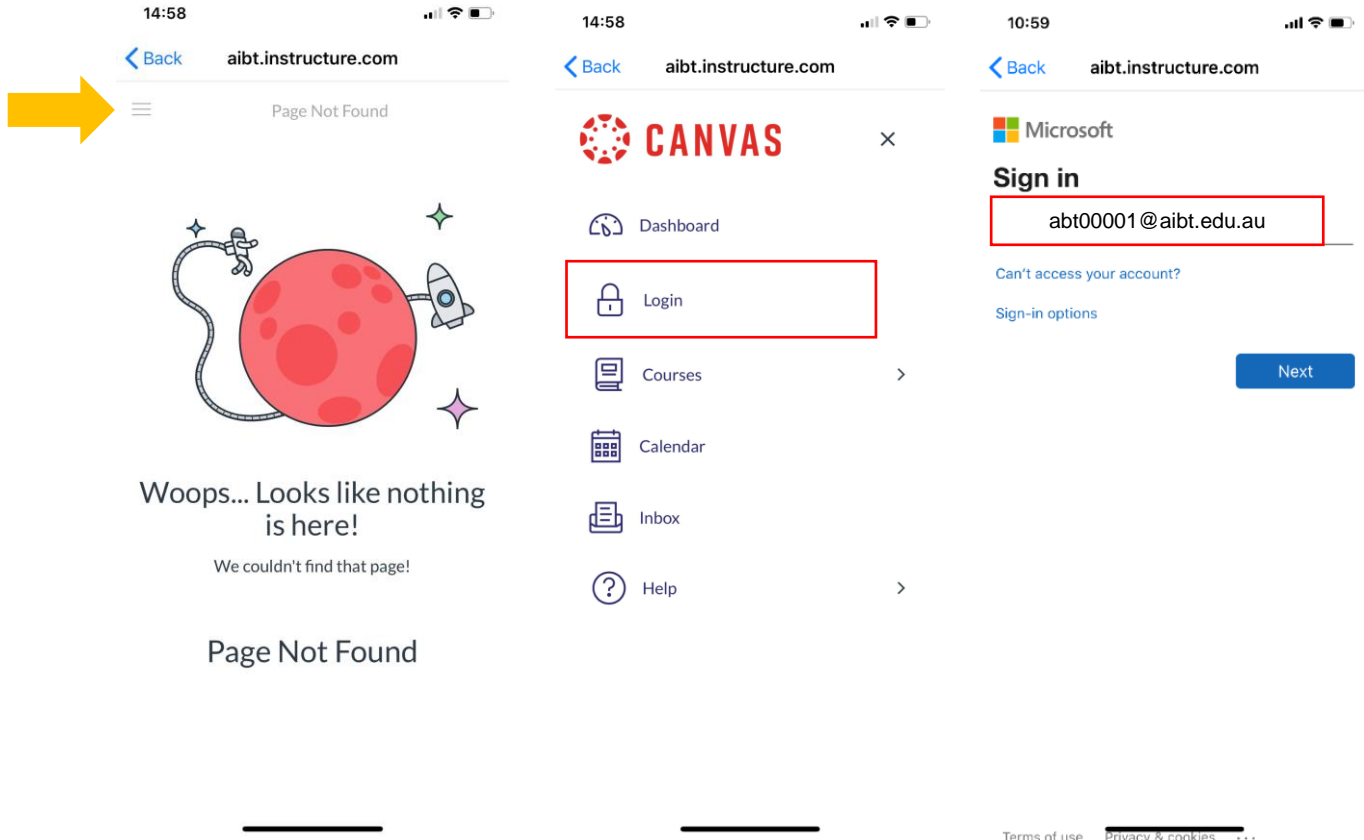 14:58
Back aibt.instructure.com
Page Not Found
Woops... Looks like nothing
is here!
We couldn't find that page!
Page Not Found
14:58
Back aibt.instructure.com
CANVAS
Dashboard
Login
Courses
Calendar
Inbox
Help
10:59
Back aibt.instructure.com
Microsoft
Sign in
abt00001@aibt.edu.au
Can't access your account?
Sign-in options
Next
Terms of use Privacy & cookies ...